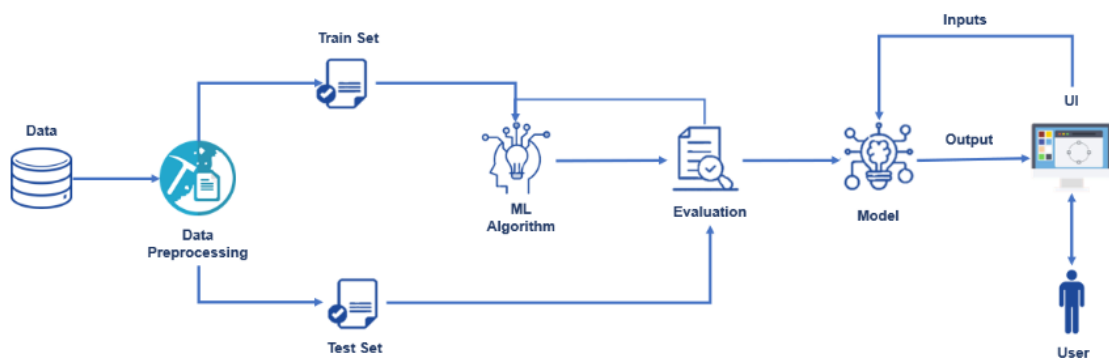 Inputs
Train Set
UI
Data
Output
ML
Algorithm
Evaluation
Model
Data
Preprocessing
Test Set
User